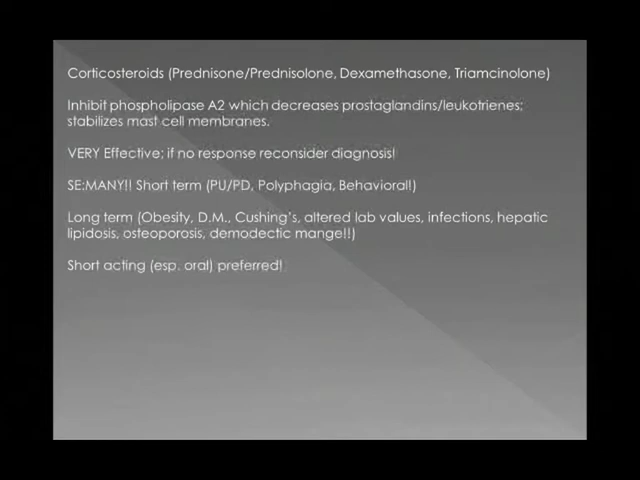 Corticosteroids (Prednisone/Prednisolone, Dexamethasone, Triamcinolone)
Inhibit phospholipase A2 which decreases prostaglandins/leukotrienes;
stabilizes mast cell membranes.
VERY Effective; if no response reconsider diagnosis!
SE:MANY!! Short term (PU/PD, Polyphagia, Behavioral!)
Long term (Obesity, D.M., Cushing's, altered lab values, infections, hepatic
lipidosis, osteoporosis, demodectic mange!!)
Short acting (esp. oral) preferred!